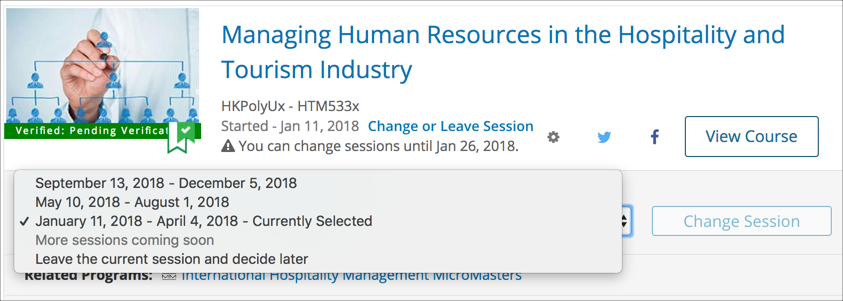 Managing Human Resources in the Hospitality and
Tourism Industry
HKPolyUx - HTM533x
Verified: Pending Verificat
Started - Jan 11, 2018 Change or Leave Session
You can change sessions until Jan 26, 2018.
View Course
September 13, 2018 - December 5, 2018
May 10, 2018 - August 1, 2018
✓ January 11, 2018 - April 4, 2018 - Currently Selected
More sessions coming soon
Leave the current session and decide later
Change Session
Related Programs: International Hospitality Management MicroMasters